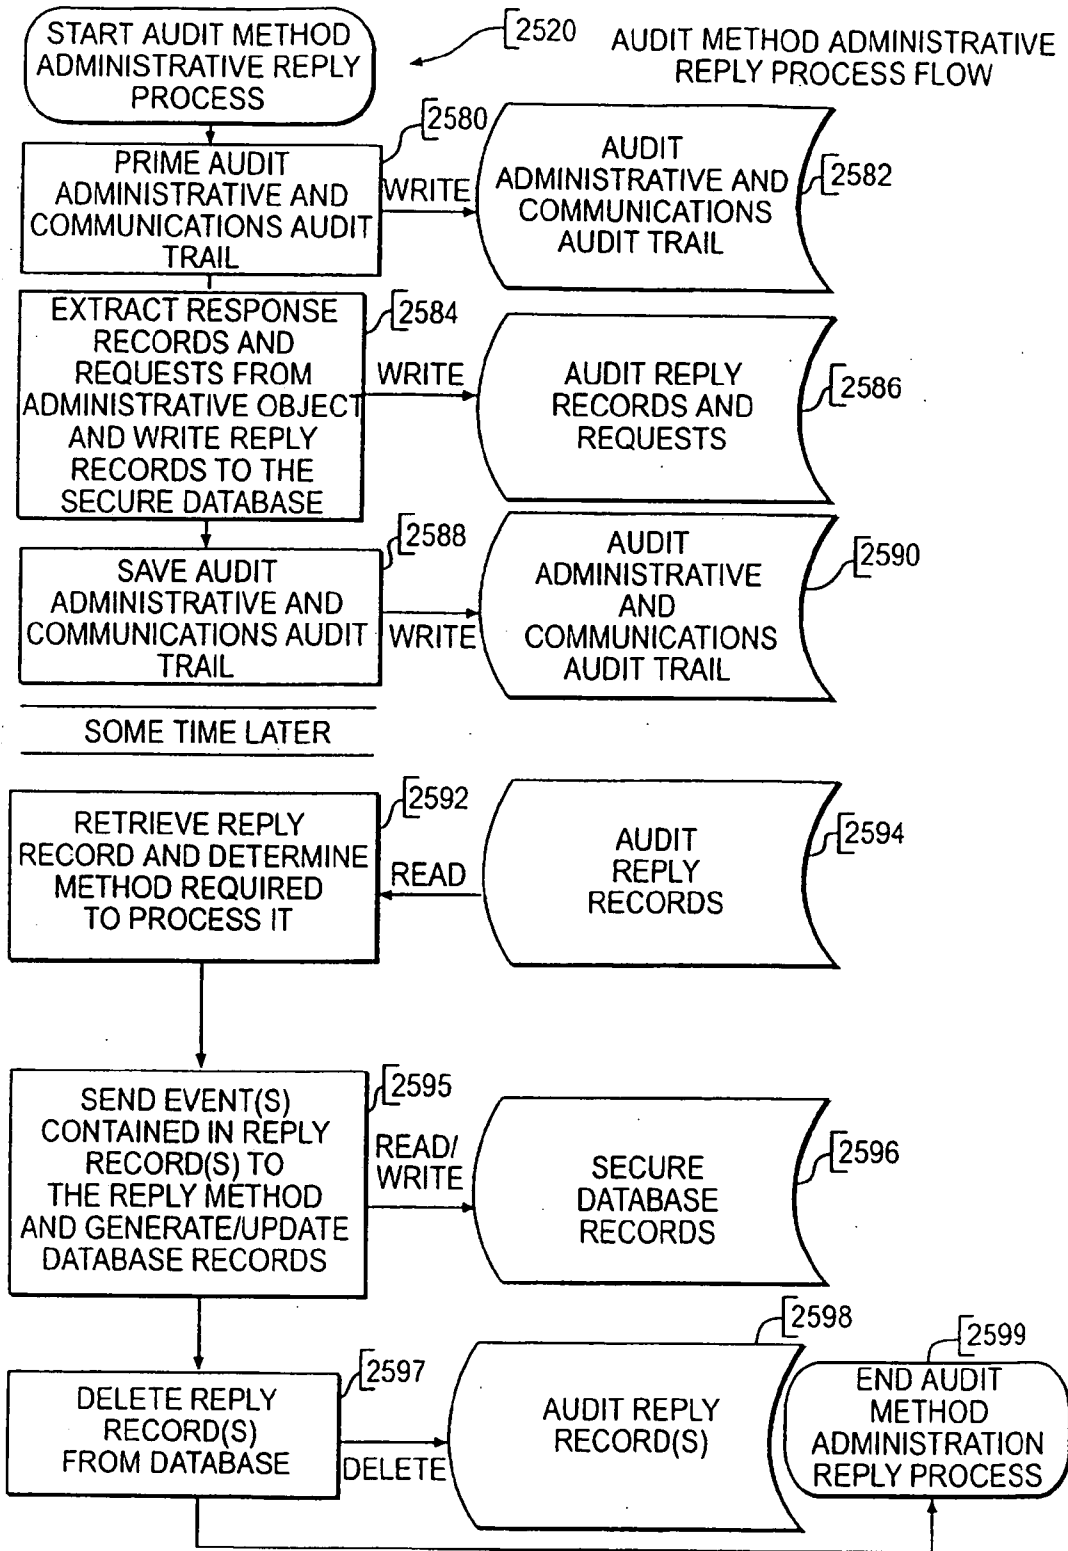 START AUDIT METHOD
ADMINISTRATIVE REPLY
PROCESS
2520
AUDIT METHOD ADMINISTRATIVE
REPLY PROCESS FLOW
2580
PRIME AUDIT
ADMINISTRATIVE AND
COMMUNICATIONS AUDIT
TRAIL
WRITE
AUDIT
ADMINISTRATIVE AND
COMMUNICATIONS
AUDIT TRAIL
2582
EXTRACT RESPONSE
RECORDS AND
REQUESTS FROM
ADMINISTRATIVE OBJECT
AND WRITE REPLY
RECORDS TO THE
SECURE DATABASE
2584
WRITE
AUDIT REPLY
RECORDS AND
REQUESTS
2586
2588
SAVE AUDIT
ADMINISTRATIVE AND
COMMUNICATIONS AUDIT
TRAIL
WRITE
AUDIT
ADMINISTRATIVE
AND
COMMUNICATIONS
AUDIT TRAIL
2590
SOME TIME LATER
2592
RETRIEVE REPLY
RECORD AND DETERMINE
METHOD REQUIRED
TO PROCESS IT
READ
AUDIT
REPLY
RECORDS
2594
2595
SEND EVENT(S)
CONTAINED IN REPLY
RECORD(S) TO
THE REPLY METHOD
AND GENERATE/UPDATE
DATABASE RECORDS
READ/
WRITE
SECURE
DATABASE
RECORDS
2596
2597
DELETE REPLY
RECORD(S)
FROM DATABASE
DELETE
AUDIT REPLY
RECORD(S)
2598
2599
END AUDIT
METHOD
ADMINISTRATION
REPLY PROCESS